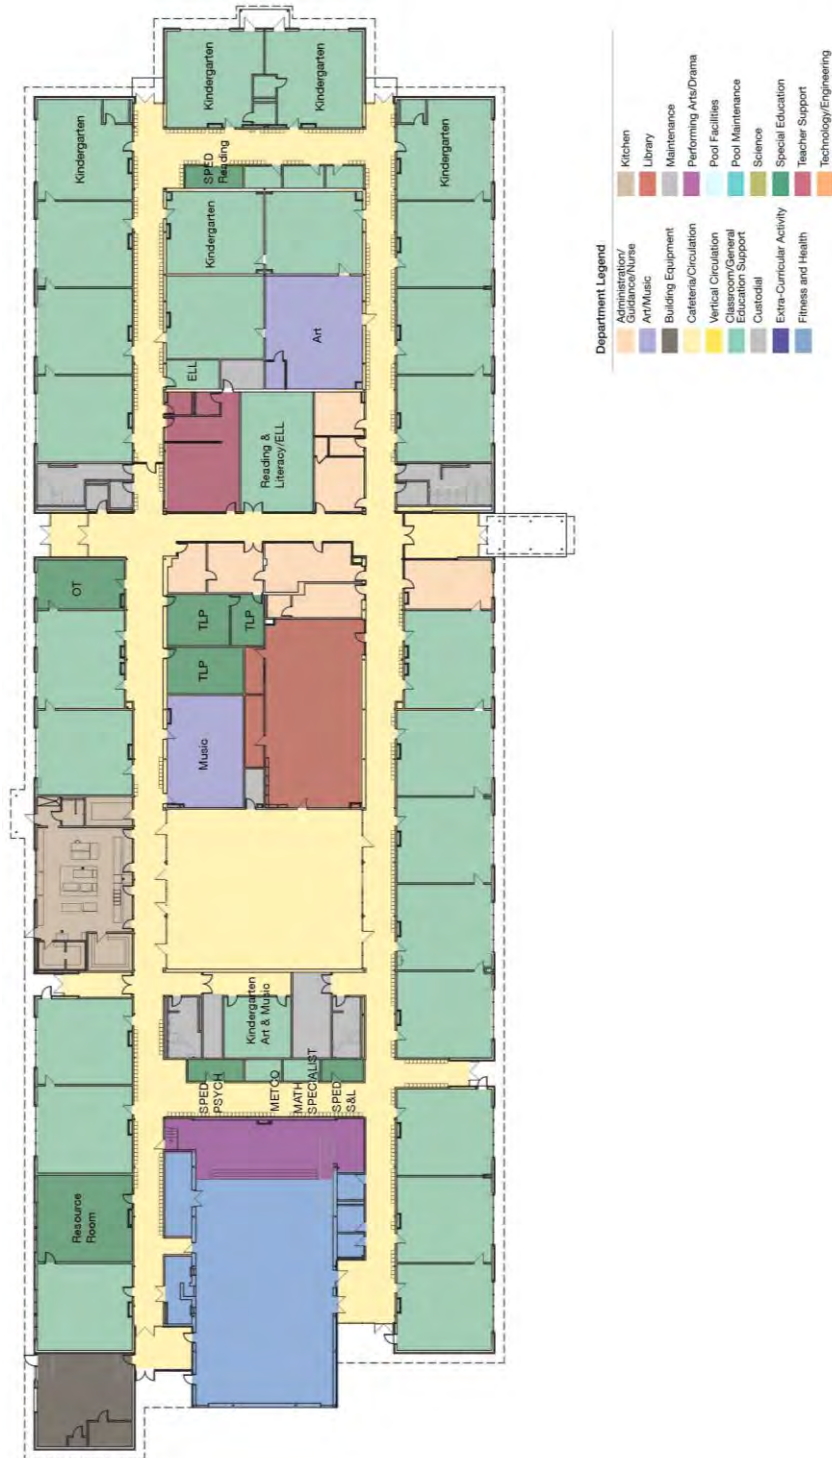 Kindergarten
Kindergarten
Kindergarten
Kindergarten
SPED
Reading
Kindergarten
Art
ELL
Reading &
Literacy/ELL
OT
TLP
TLP
TLP
Music
Kindergarten
Art & Music
SPED
PSYCH
METCO
MATH
SPECIALIST
SPED
S&L
Resource
Room
Department Legend
Administration/
Guidance/Nurse
Art/Music
Building Equipment
Cafeteria/Circulation
Vertical Circulation
Classroom/General
Education Support
Custodial
Extra-Curricular Activity
Fitness and Health
Kitchen
Library
Maintenance
Performing Arts/Drama
Pool Facilities
Pool Maintenance
Science
Special Education
Teacher Support
Technology/Engineering